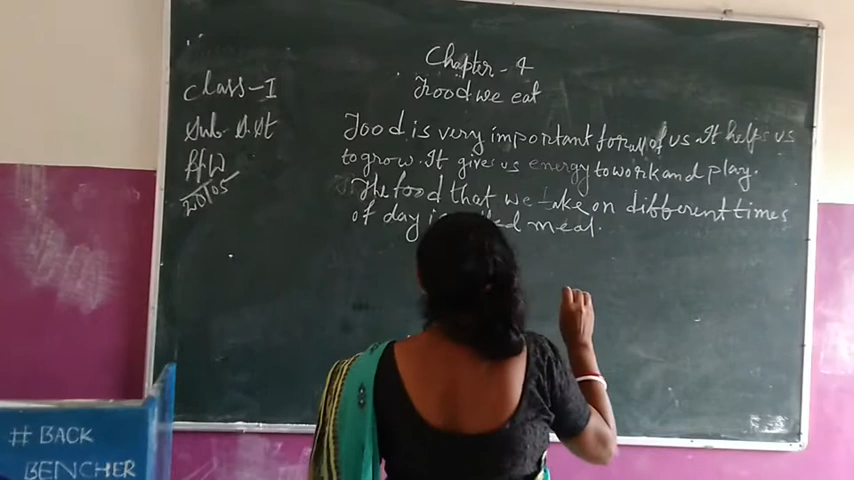 Chapter - 4
Food we eat
Class - I
Sub - S.St
20/05
Food is very important for all of us. It helps us
to grow. It gives us energy to work and play.
The food that we take on different times
of day is called meal.
# BACK
BENCHER